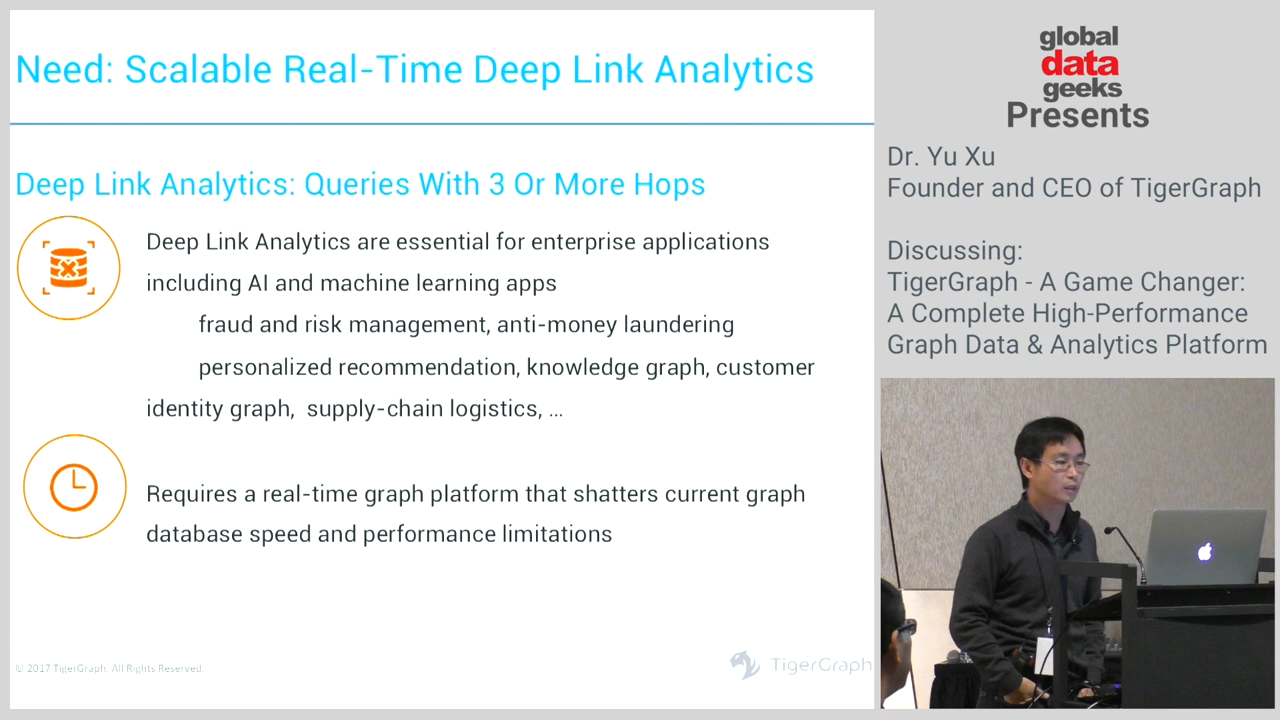 Need: Scalable Real-Time Deep Link Analytics
Deep Link Analytics: Queries With 3 Or More Hops
Deep Link Analytics are essential for enterprise applications
including AI and machine learning apps
fraud and risk management, anti-money laundering
personalized recommendation, knowledge graph, customer
identity graph, supply-chain logistics, ...
Requires a real-time graph platform that shatters current graph
database speed and performance limitations
© 2017 TigerGraph. All Rights Reserved.
TigerGraph
global
data
geeks
Presents
Dr. Yu Xu
Founder and CEO of TigerGraph
Discussing:
TigerGraph - A Game Changer:
A Complete High-Performance
Graph Data & Analytics Platform